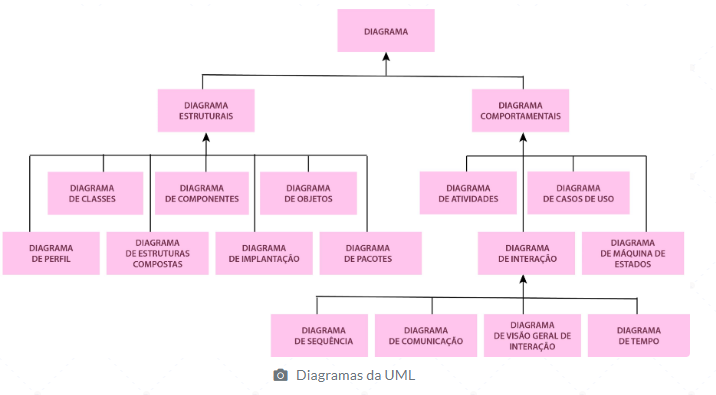 DIAGRAMA
DIAGRAMA
ESTRUTURAIS
DIAGRAMA
COMPORTAMENTAIS
DIAGRAMA
DE CLASSES
DIAGRAMA
DE COMPONENTES
DIAGRAMA
DE OBJETOS
DIAGRAMA
DE ATIVIDADES
DIAGRAMA
DE CASOS DE USO
DIAGRAMA
DE PERFIL
DIAGRAMA
DE ESTRUTURAS
COMPOSTAS
DIAGRAMA
DE IMPLANTAÇÃO
DIAGRAMA
DE PACOTES
DIAGRAMA
DE INTERAÇÃO
DIAGRAMA
DE MÁQUINA DE
ESTADOS
DIAGRAMA
DE SEQUÊNCIA
DIAGRAMA
DE COMUNICAÇÃO
DIAGRAMA
DE VISÃO GERAL DE
INTERAÇÃO
DIAGRAMA
DE TEMPO
Diagramas da UML